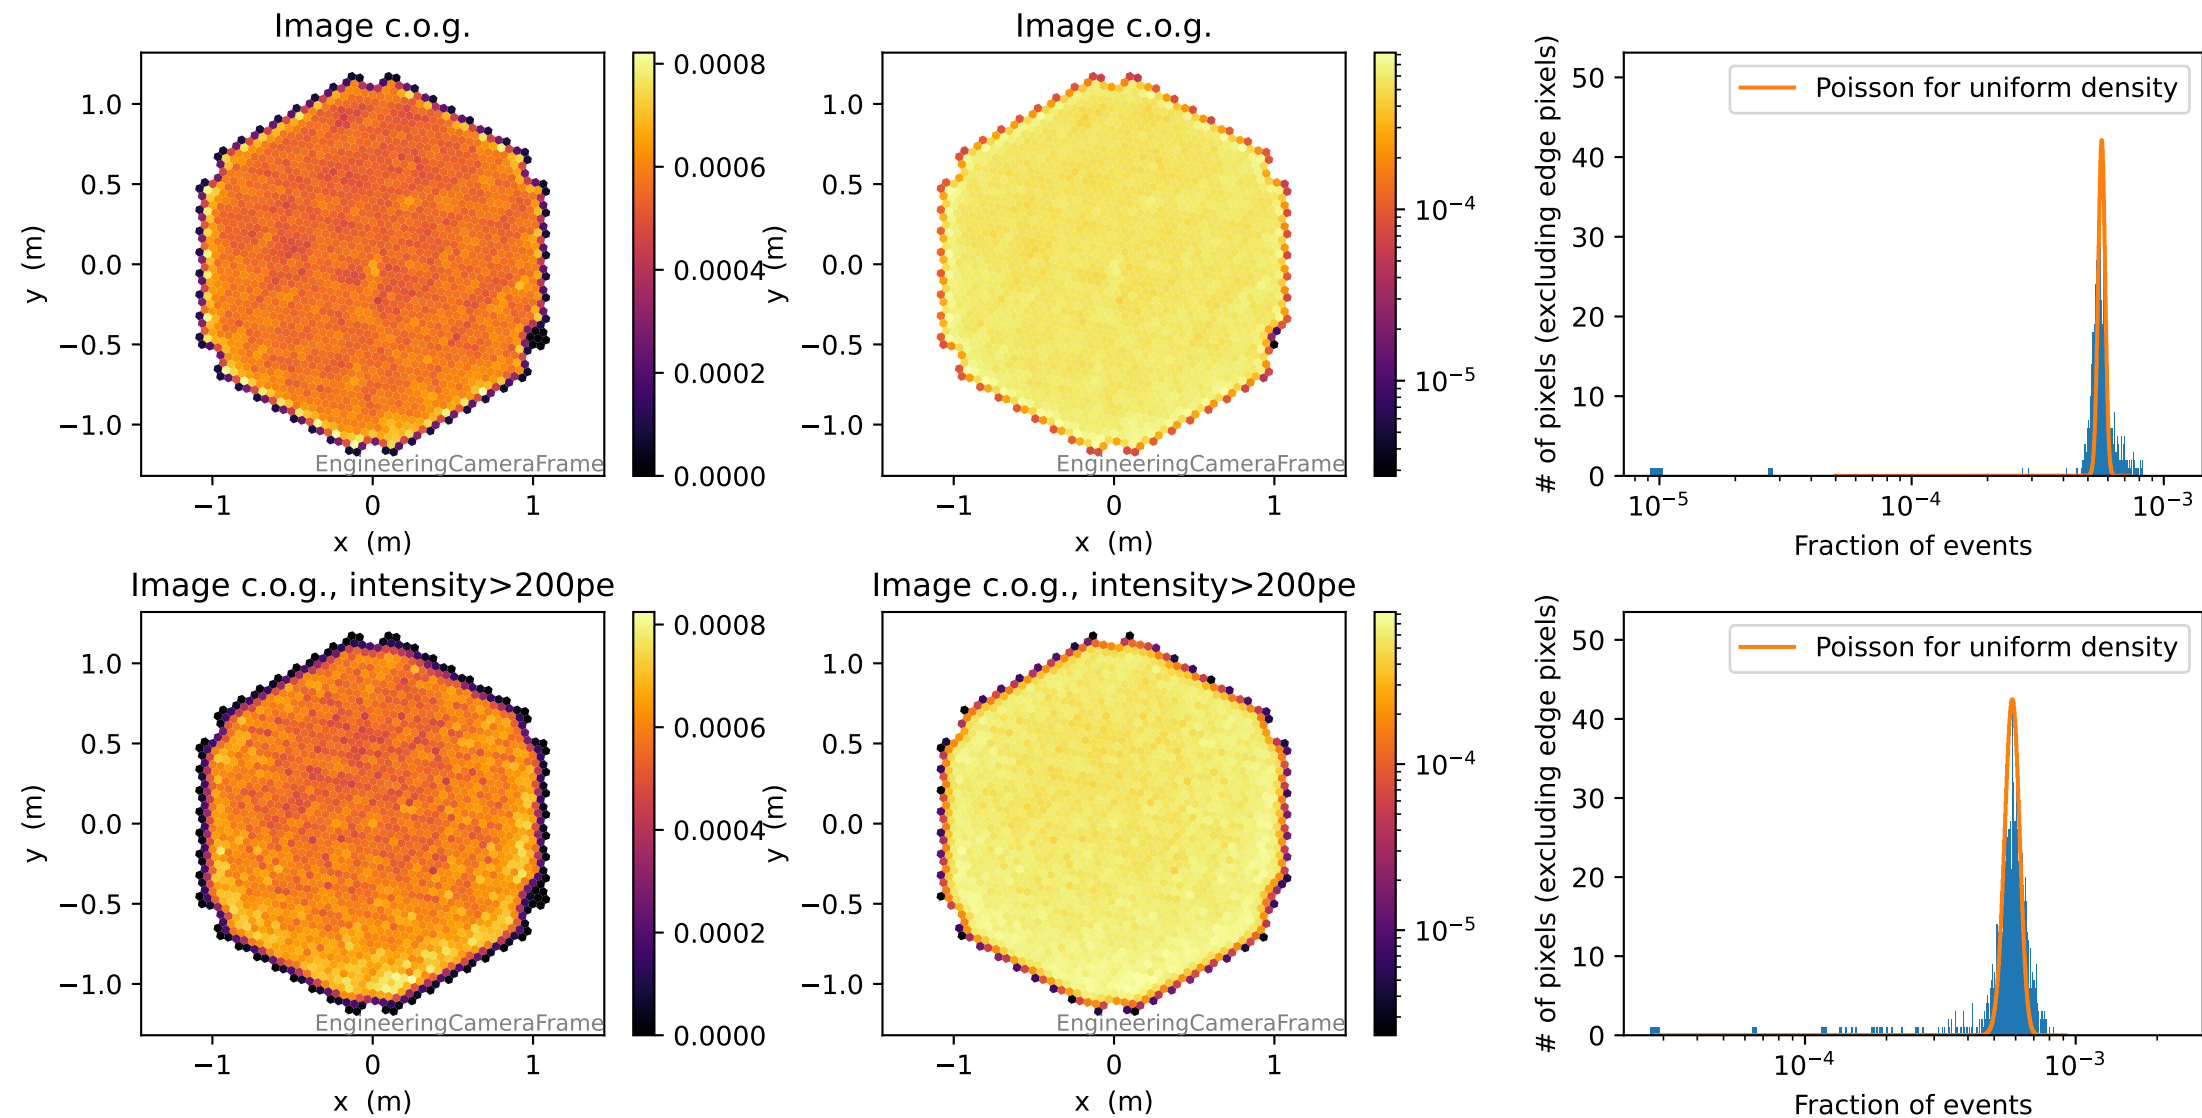 Image c.o.g.
y (m)
1.0
0.5
0.0
−0.5
−1.0
EngineeringCameraFrame
−1 0 1
x (m)
0.0008
0.0006
0.0004
0.0002
0.0000
Image c.o.g.
y (m)
1.0
0.5
0.0
−0.5
−1.0
EngineeringCameraFrame
−1 0 1
x (m)
10⁻⁴
10⁻⁵
# of pixels (excluding edge pixels)
50
40
30
20
10
0
Poisson for uniform density
10⁻⁵ 10⁻⁴ 10⁻³
Fraction of events
Image c.o.g., intensity>200pe
y (m)
1.0
0.5
0.0
−0.5
−1.0
EngineeringCameraFrame
−1 0 1
x (m)
0.0008
0.0006
0.0004
0.0002
0.0000
Image c.o.g., intensity>200pe
y (m)
1.0
0.5
0.0
−0.5
−1.0
EngineeringCameraFrame
−1 0 1
x (m)
10⁻⁴
10⁻⁵
# of pixels (excluding edge pixels)
50
40
30
20
10
0
Poisson for uniform density
10⁻⁴ 10⁻³
Fraction of events